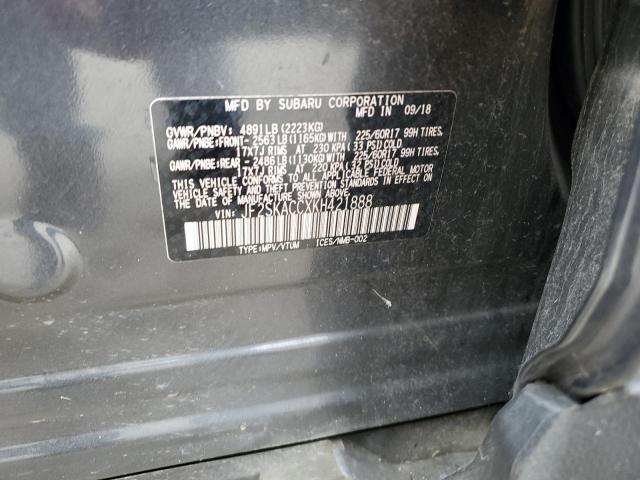 MFD BY SUBARU CORPORATION
MFD IN 09/18
GVWR/PNBV: 4891LB(2223KG)
GAWR/PNBE:FRONT-2563LB(1165KG)WITH 225/60R17 99H TIRES,
17X7J RIMS AT 230 KPA(33 PSI)COLD
GAWR/PNBE:REAR -2486LB(1130KG)WITH 225/60R17 99H TIRES,
17X7J RIMS AT 220 KPA(32 PSI)COLD
THIS VEHICLE CONFORMS TO ALL APPLICABLE FEDERAL MOTOR
VEHICLE SAFETY AND THEFT PREVENTION STANDARDS IN EFFECT ON
THE DATE OF MANUFACTURE SHOWN ABOVE.
JF2SKACCXKH421888
TYPE:MPV/VTUM ICES/NMB-002